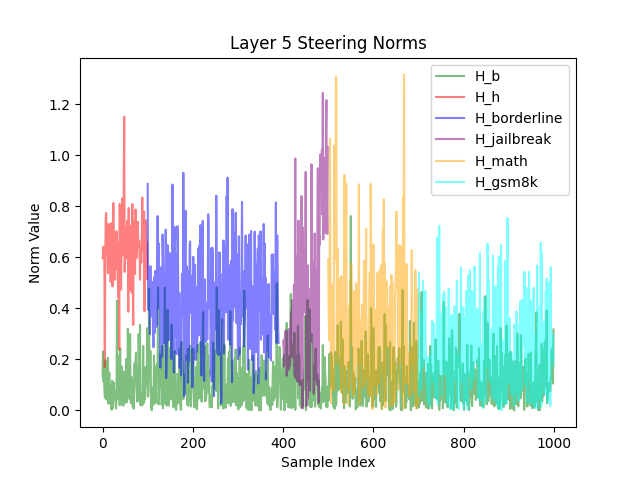 Layer 5 Steering Norms
Norm Value
1.2
1.0
0.8
0.6
0.4
0.2
0.0
0
200
400
600
800
1000
Sample Index
H_b
H_h
H_borderline
H_jailbreak
H_math
H_gsm8k